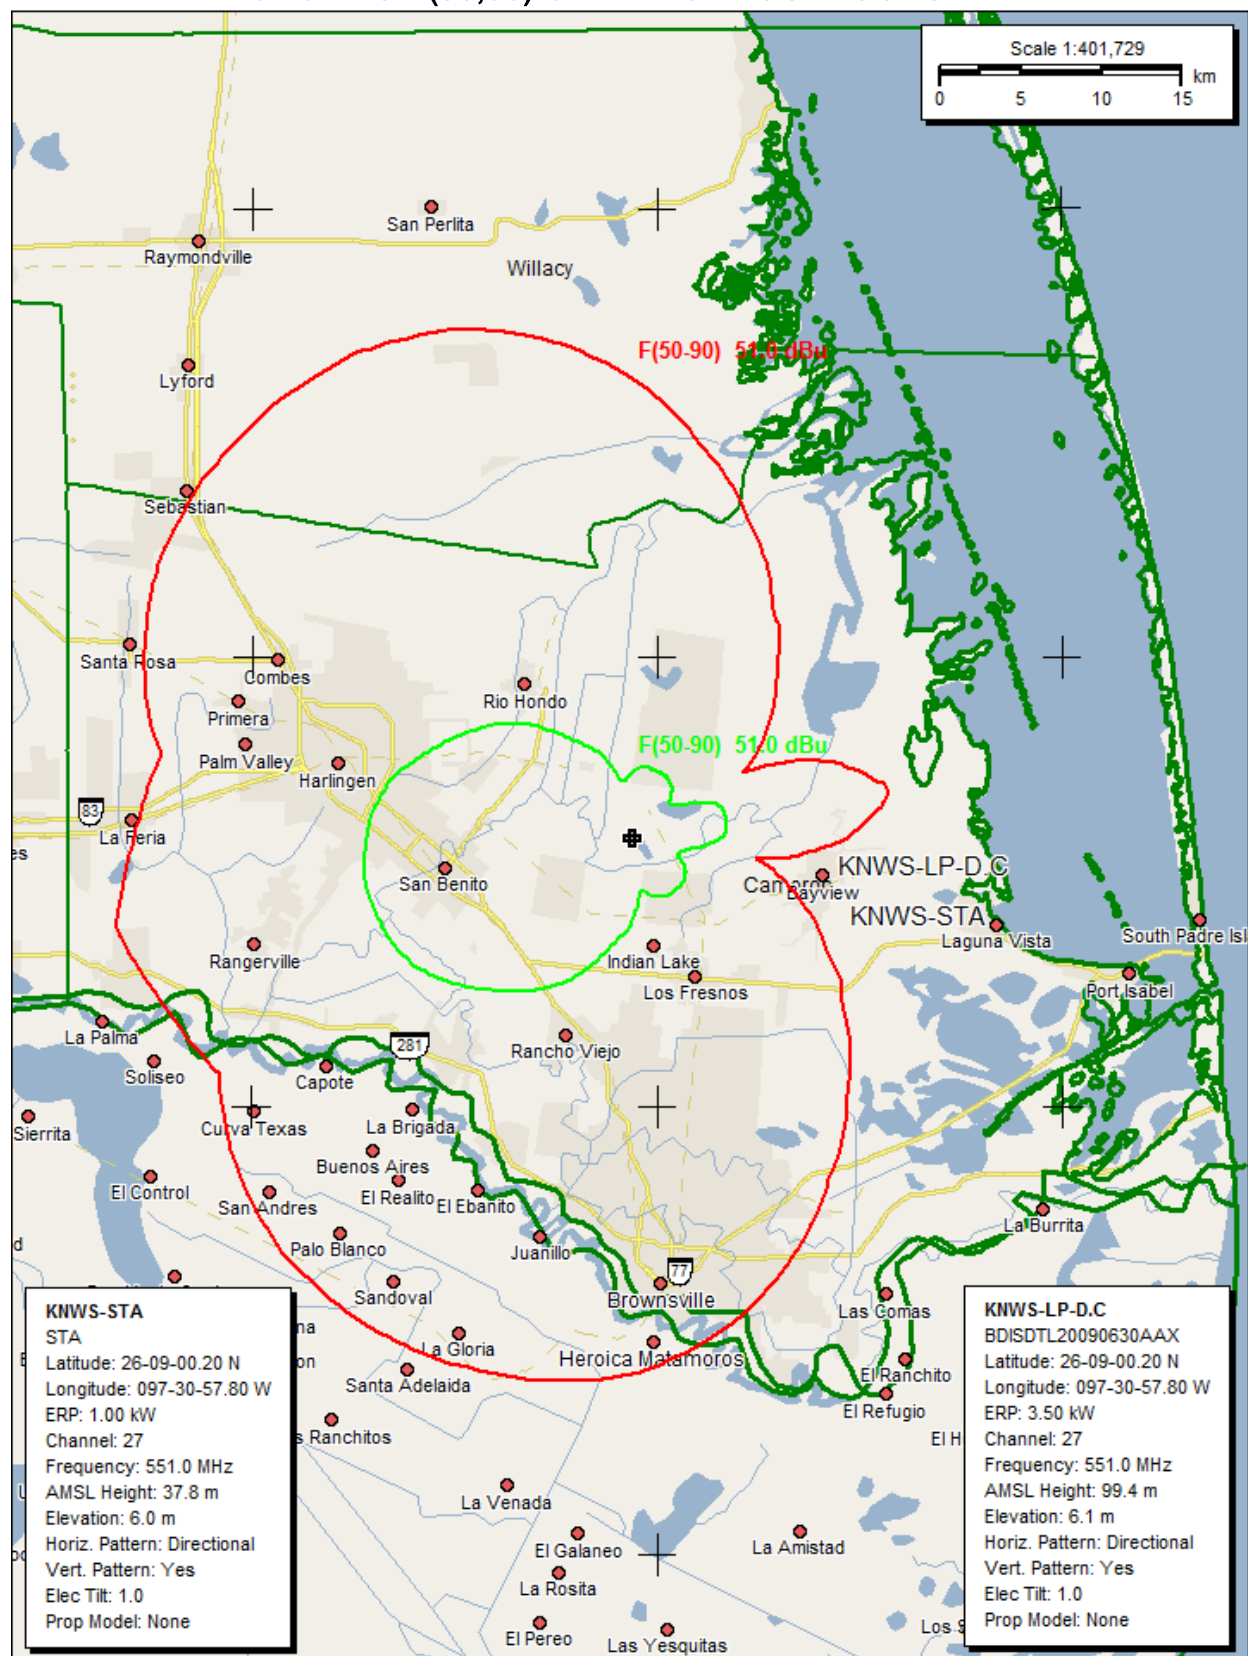 Scale 1:401,729
km
0 5 10 15
San Perlita
Raymondville
Willacy
F(50-90) 51.0 dBu
Lyford
Sebastian
Santa Rosa
Combes
Rio Hondo
Primera
Palm Valley
F(50-90) 51.0 dBu
Harlingen
83
La Feria
es
San Benito
KNWS-LP-D.C
Cameron
Bayview
KNWS-STA
Laguna Vista
South Padre Isl
Rangerville
Indian Lake
Los Fresnos
Port Isabel
La Palma
281
Rancho Viejo
Soliseo
Capote
Sierrita
Curva Texas
La Brigada
Buenos Aires
El Control
San Andres
El Realito
El Ebanito
La Burrita
Palo Blanco
Juanillo
d
77
Sandoval
Brownsville
Las Comas
La Gloria
Heroica Matamoros
na
on
Santa Adelaida
El Ranchito
El Refugio
s Ranchitos
El H
La Venada
El Galaneo
La Amistad
La Rosita
El Pereo
Las Yesquitas
Los S
KNWS-STA
STA
Latitude: 26-09-00.20 N
Longitude: 097-30-57.80 W
ERP: 1.00 kW
Channel: 27
Frequency: 551.0 MHz
AMSL Height: 37.8 m
Elevation: 6.0 m
Horiz. Pattern: Directional
Vert. Pattern: Yes
Elec Tilt: 1.0
Prop Model: None
KNWS-LP-D.C
BDISDTL20090630AAX
Latitude: 26-09-00.20 N
Longitude: 097-30-57.80 W
ERP: 3.50 kW
Channel: 27
Frequency: 551.0 MHz
AMSL Height: 99.4 m
Elevation: 6.1 m
Horiz. Pattern: Directional
Vert. Pattern: Yes
Elec Tilt: 1.0
Prop Model: None